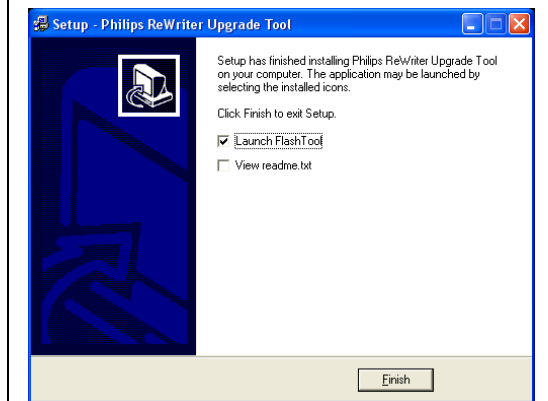 Setup - Philips ReWriter Upgrade Tool
Setup has finished installing Philips ReWriter Upgrade Tool
on your computer. The application may be launched by
selecting the installed icons.
Click Finish to exit Setup.
Launch FlashTool
View readme.txt
Finish